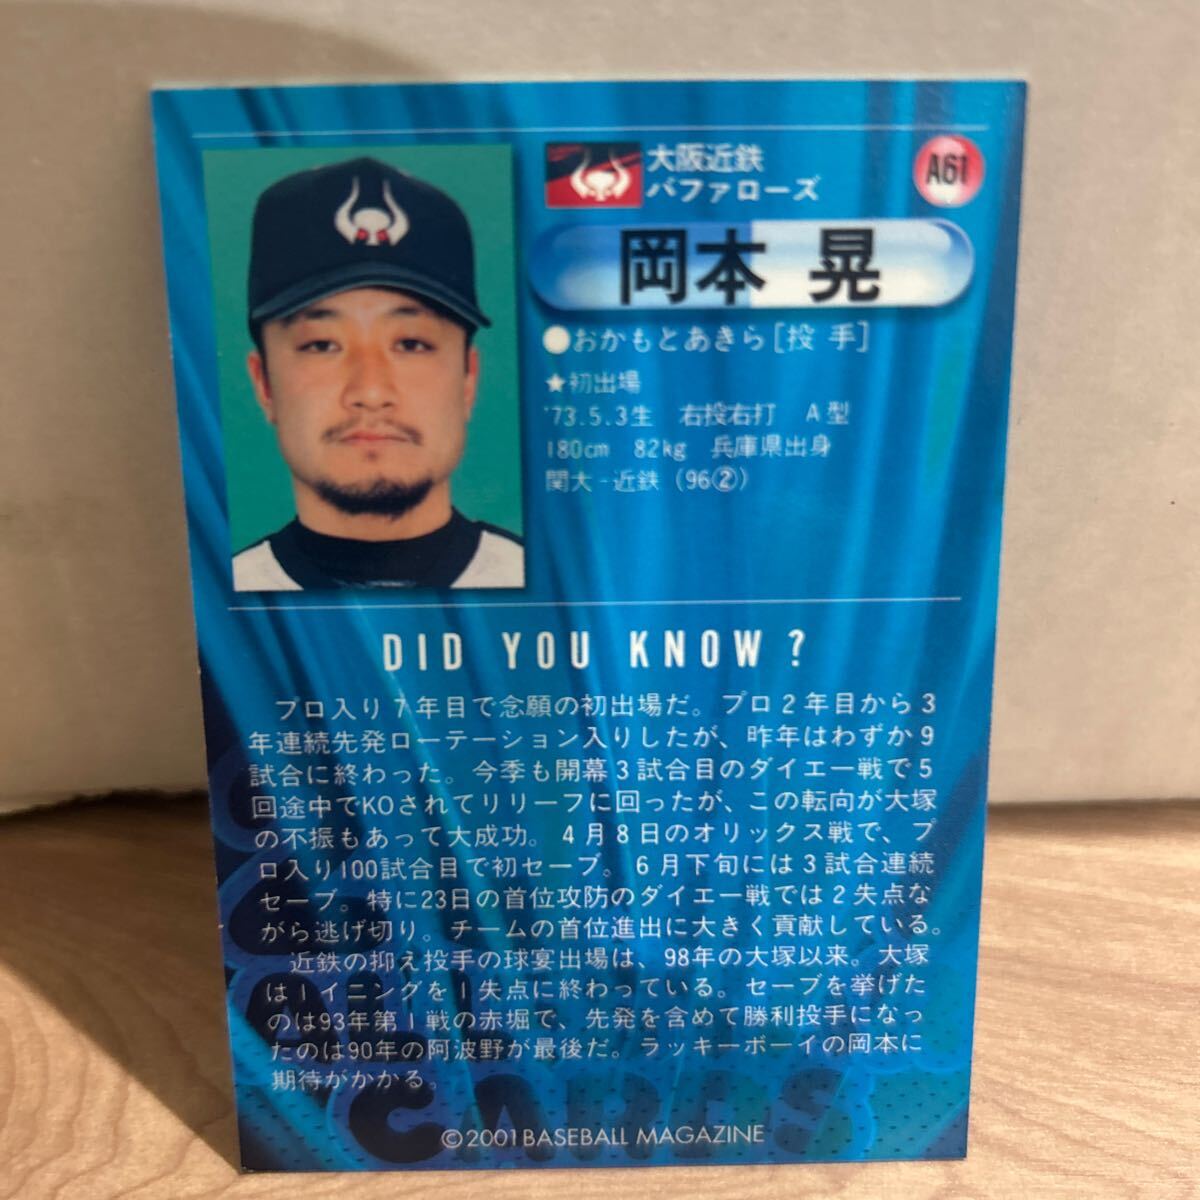 大阪近鉄
バファローズ
A61
岡本 晃
●おかもとあきら[投 手]
★初出場
'73.5.3生 右投右打 A型
180cm 82kg 兵庫県出身
関大-近鉄（96②）
DID YOU KNOW?
プロ入り7年目で念願の初出場だ。プロ2年目から3
年連続先発ローテーション入りしたが、昨年はわずか9
試合に終わった。今季も開幕3試合目のダイエー戦で5
回途中でKOされてリリーフに回ったが、この転向が大塚
の不振もあって大成功。4月8日のオリックス戦で、プ
ロ入り100試合目で初セーブ。6月下旬には3試合連続
セーブ。特に23日の首位攻防のダイエー戦では2失点な
がら逃げ切り。チームの首位進出に大きく貢献している。
近鉄の抑え投手の球宴出場は、98年の大塚以来。大塚
は1イニングを1失点に終わっている。セーブを挙げた
のは93年第1戦の赤堀で、先発を含めて勝利投手になっ
たのは90年の阿波野が最後だ。ラッキーボーイの岡本に
期待がかかる。
CARDS
©2001 BASEBALL MAGAZINE